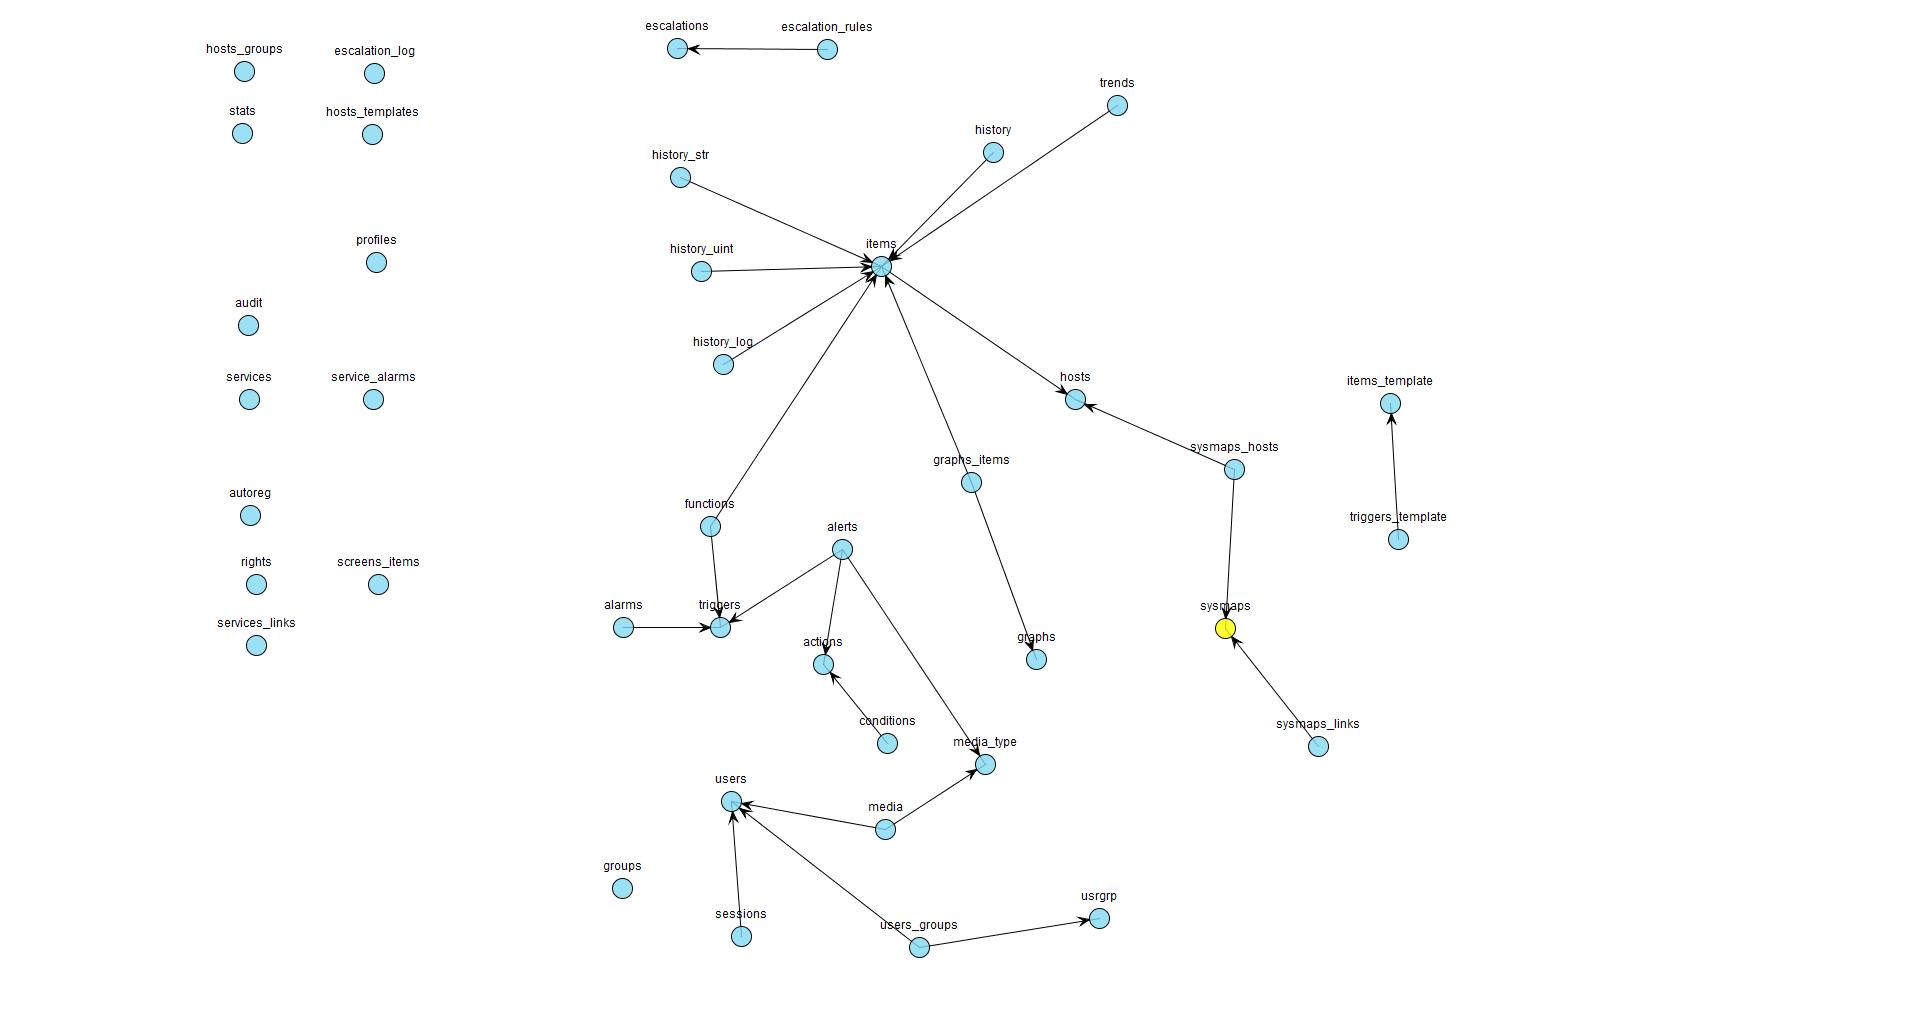 escalations
escalation_rules
hosts_groups
escalation_log
trends
stats
hosts_templates
history
history_str
profiles
items
history_uint
audit
history_log
services
service_alarms
hosts
items_template
sysmaps_hosts
graphs_items
autoreg
functions
triggers_template
alerts
rights
screens_items
alarms
triggers
sysmaps
services_links
actions
graphs
conditions
sysmaps_links
media_type
users
media
groups
usrgrp
sessions
users_groups